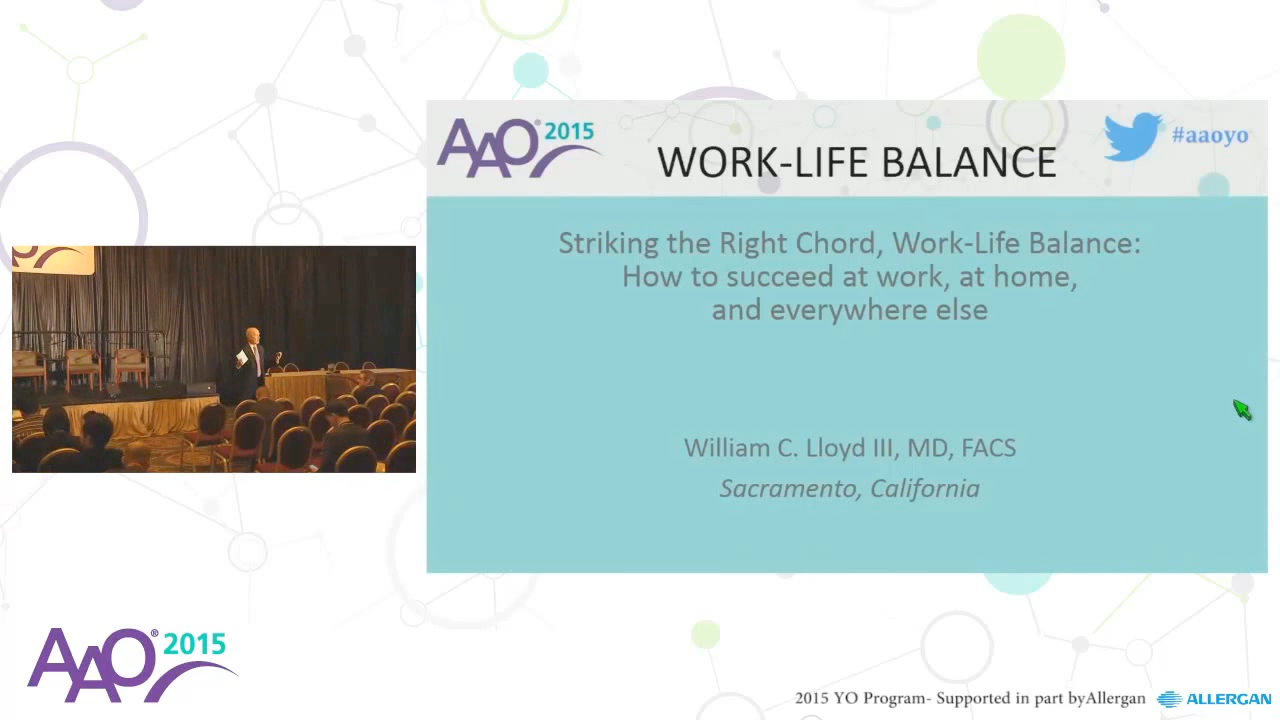 AAO® 2015
WORK-LIFE BALANCE
#aaoyo
Striking the Right Chord, Work-Life Balance:
How to succeed at work, at home,
and everywhere else
William C. Lloyd III, MD, FACS
Sacramento, California
AAO® 2015
2015 YO Program- Supported in part byAllergan
ALLERGAN